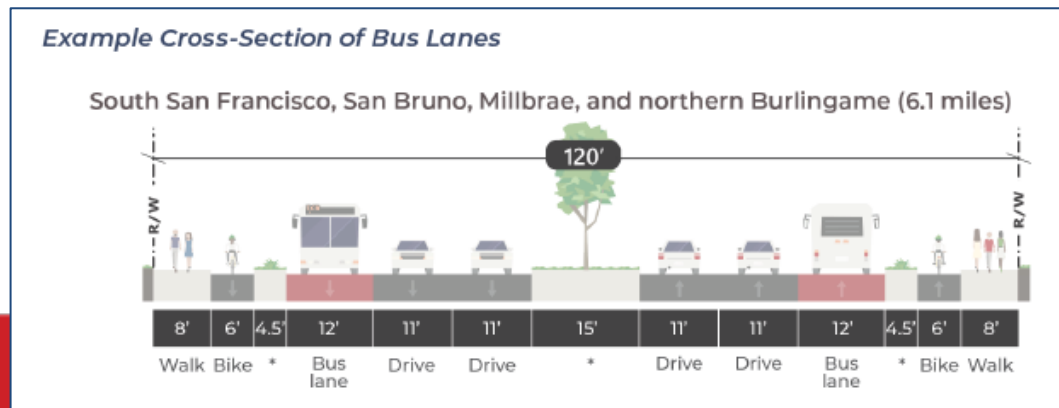 Example Cross-Section of Bus Lanes
South San Francisco, San Bruno, Millbrae, and northern Burlingame (6.1 miles)
120'
R/W
R/W
8' 6' 4.5' 12' 11' 11' 15' 11' 11' 12' 4.5' 6' 8'
Walk Bike * Bus lane Drive Drive * Drive Drive Bus lane * Bike Walk